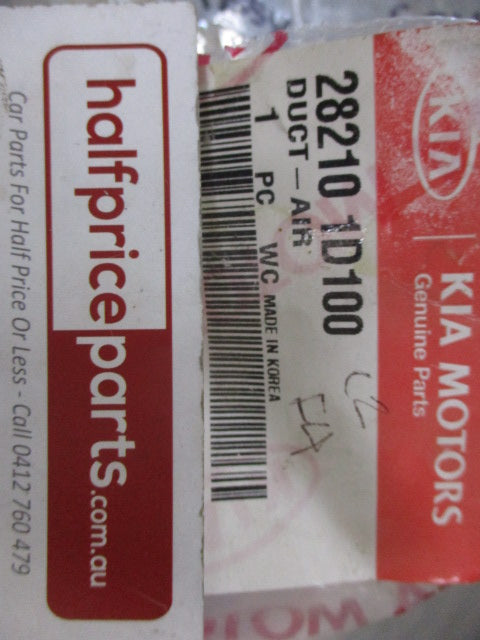 KIA
KIA MOTORS
Genuine Parts
28210 1D100
DUCT-AIR
1 PC WC MADE IN KOREA
halfpriceparts.com.au
Car Parts For Half Price Or Less - Call 0412 760 479